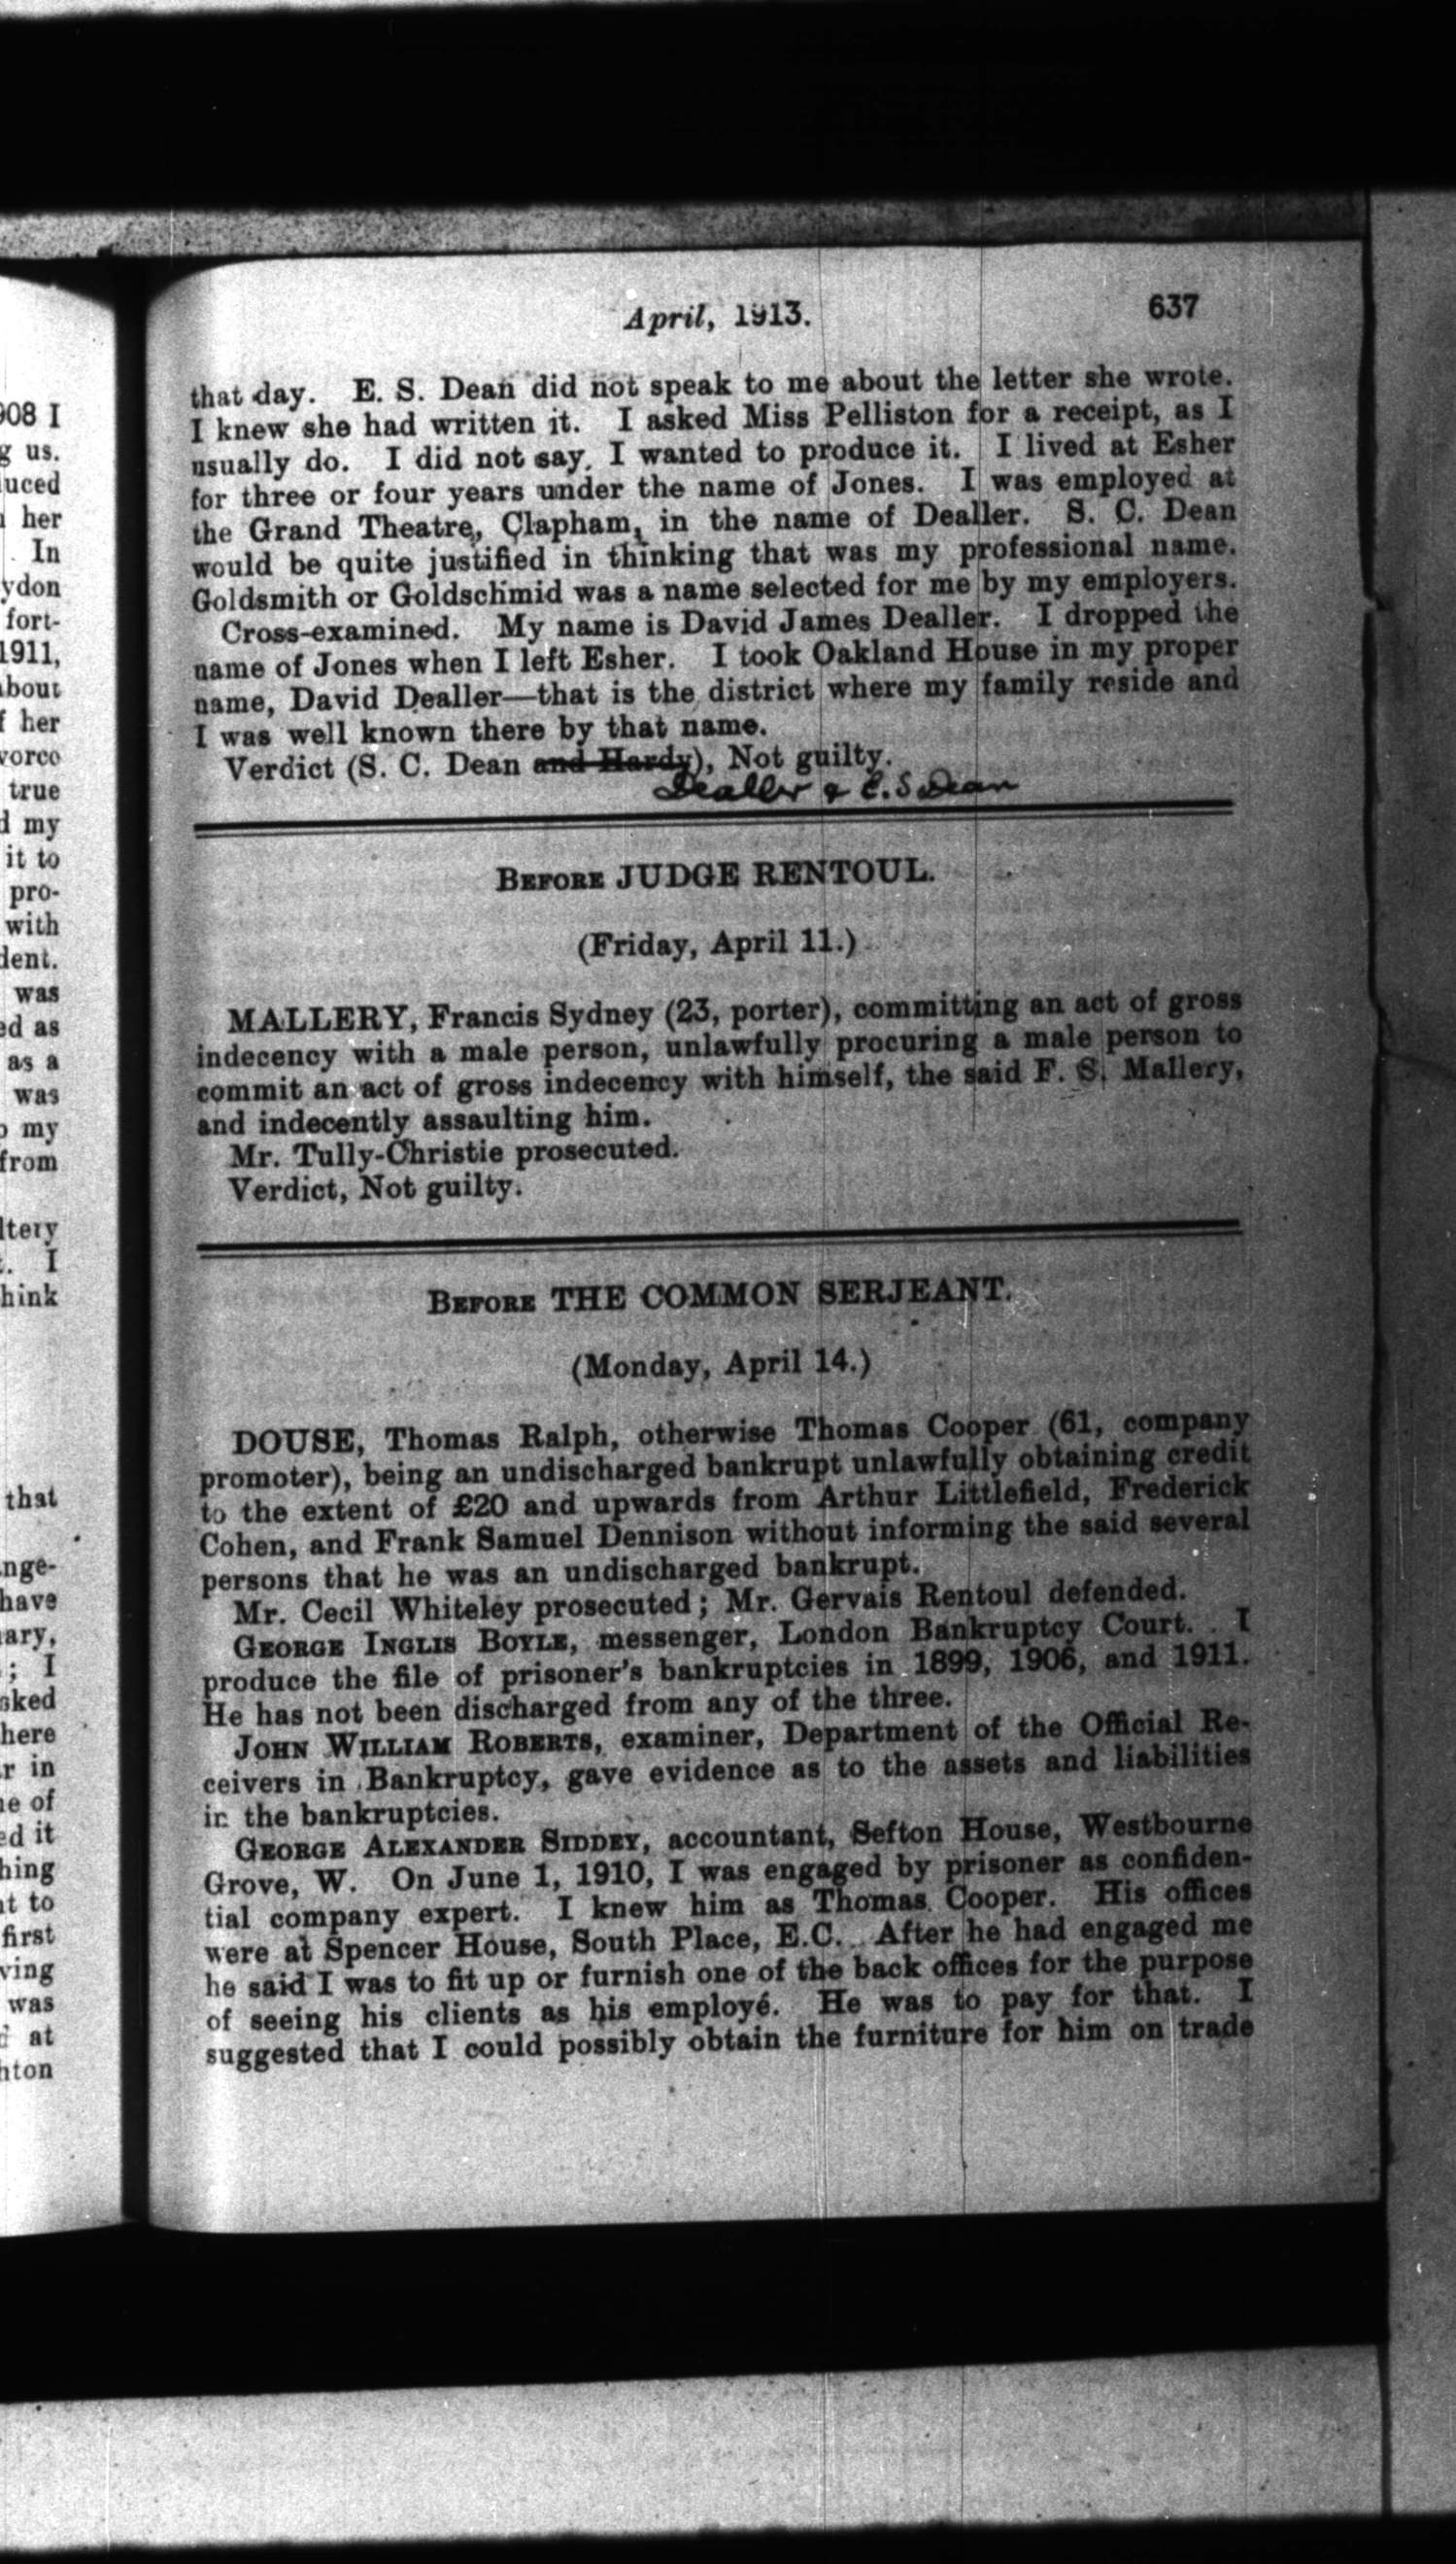 April, 1913.
637
that day. E. S. Dean did not speak to me about the letter she wrote.
I knew she had written it. I asked Miss Pelliston for a receipt, as I
usually do. I did not say, I wanted to produce it. I lived at Esher
for three or four years under the name of Jones. I was employed at
the Grand Theatre, Clapham, in the name of Dealler. S. C. Dean
would be quite justified in thinking that was my professional name.
Goldsmith or Goldschmid was a name selected for me by my employers.
Cross-examined. My name is David James Dealler. I dropped the
name of Jones when I left Esher. I took Oakland House in my proper
name, David Dealler—that is the district where my family reside and
I was well known there by that name.
Verdict (S. C. Dean and Hardy), Not guilty.
Dealler & E. S Dean
BEFORE JUDGE RENTOUL.
(Friday, April 11.)
MALLERY, Francis Sydney (23, porter), committing an act of gross
indecency with a male person, unlawfully procuring a male person to
commit an act of gross indecency with himself, the said F. S. Mallery,
and indecently assaulting him.
Mr. Tully-Christie prosecuted.
Verdict, Not guilty.
BEFORE THE COMMON SERJEANT.
(Monday, April 14.)
DOUSE, Thomas Ralph, otherwise Thomas Cooper (61, company
promoter), being an undischarged bankrupt unlawfully obtaining credit
to the extent of £20 and upwards from Arthur Littlefield, Frederick
Cohen, and Frank Samuel Dennison without informing the said several
persons that he was an undischarged bankrupt.
Mr. Cecil Whiteley prosecuted; Mr. Gervais Rentoul defended.
GEORGE INGLIS BOYLE, messenger, London Bankruptcy Court. I
produce the file of prisoner's bankruptcies in 1899, 1906, and 1911.
He has not been discharged from any of the three.
JOHN WILLIAM ROBERTS, examiner, Department of the Official Re-
ceivers in Bankruptcy, gave evidence as to the assets and liabilities
in the bankruptcies.
GEORGE ALEXANDER SIDDEY, accountant, Sefton House, Westbourne
Grove, W. On June 1, 1910, I was engaged by prisoner as confiden-
tial company expert. I knew him as Thomas Cooper. His offices
were at Spencer House, South Place, E.C. After he had engaged me
he said I was to fit up or furnish one of the back offices for the purpose
of seeing his clients as his employé. He was to pay for that. I
suggested that I could possibly obtain the furniture for him on trade